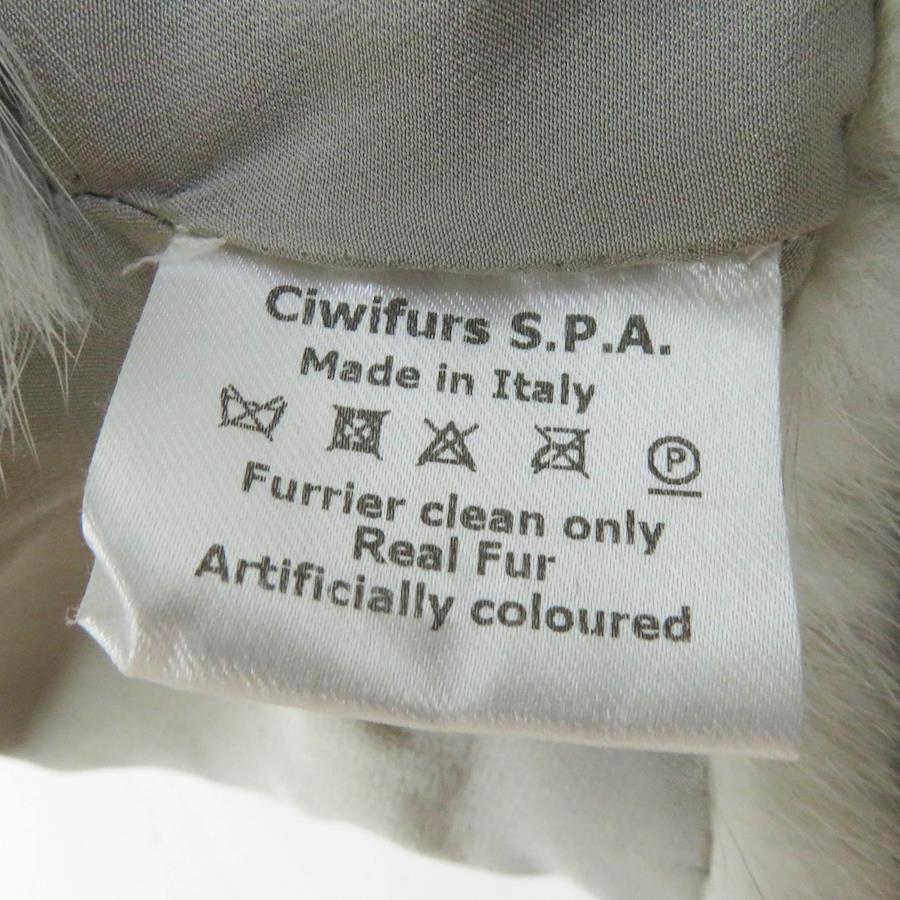 Ciwifurs S.P.A.
Made in Italy
P
Furrier clean only
Real Fur
Artificially coloured